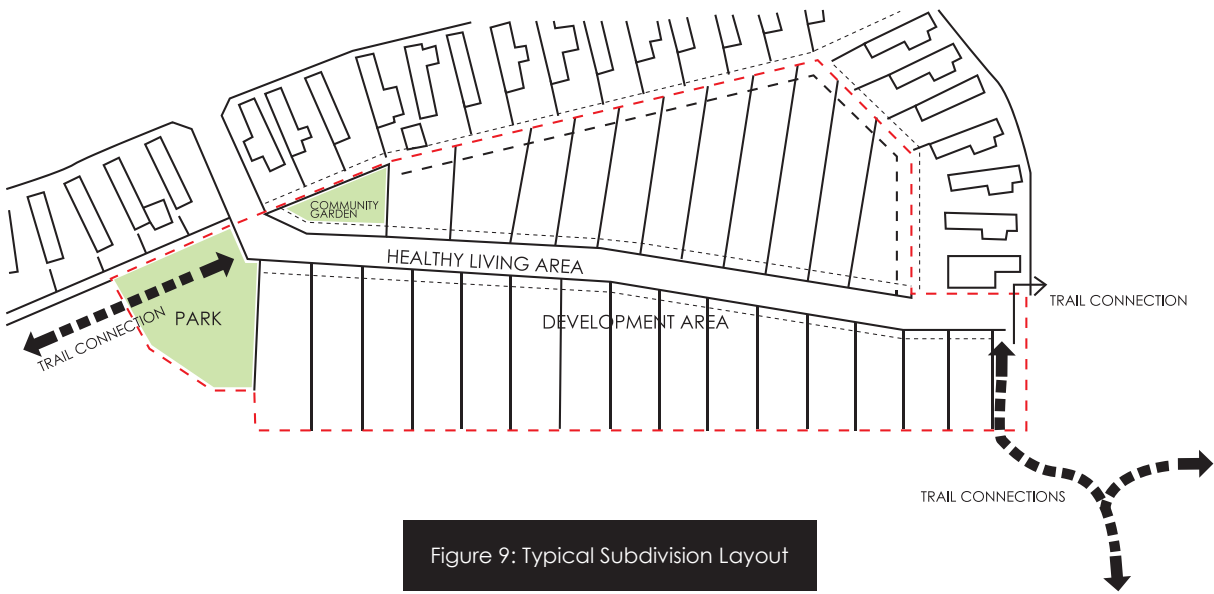 COMMUNITY
GARDEN
HEALTHY LIVING AREA
TRAIL CONNECTION
PARK
DEVELOPMENT AREA
TRAIL CONNECTION
TRAIL CONNECTIONS
Figure 9: Typical Subdivision Layout